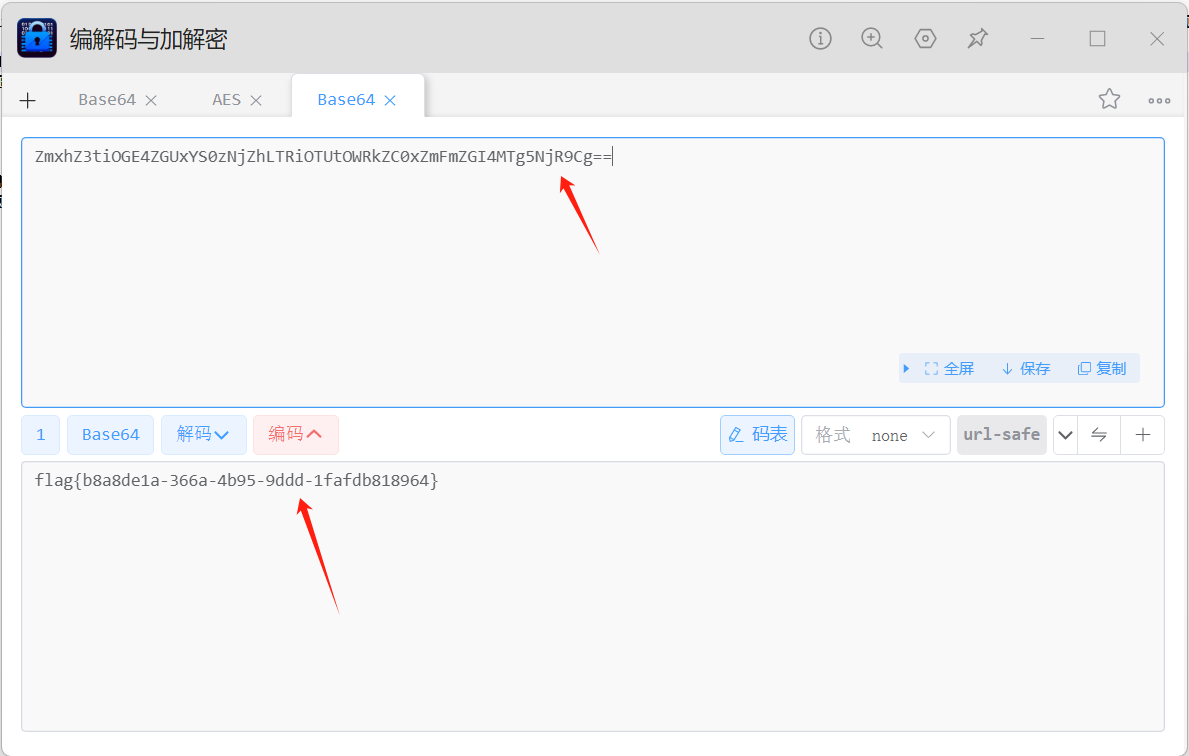 编解码与加解密
Base64 AES Base64
ZmxhZ3tiOGE4ZGUxYS0zNjZhLTRiOTUtOWRkZC0xZmFmZGI4MTg5NjR9Cg==
全屏 保存 复制
1 Base64 解码 编码 码表 格式 none url-safe
flag{b8a8de1a-366a-4b95-9ddd-1fafdb818964}